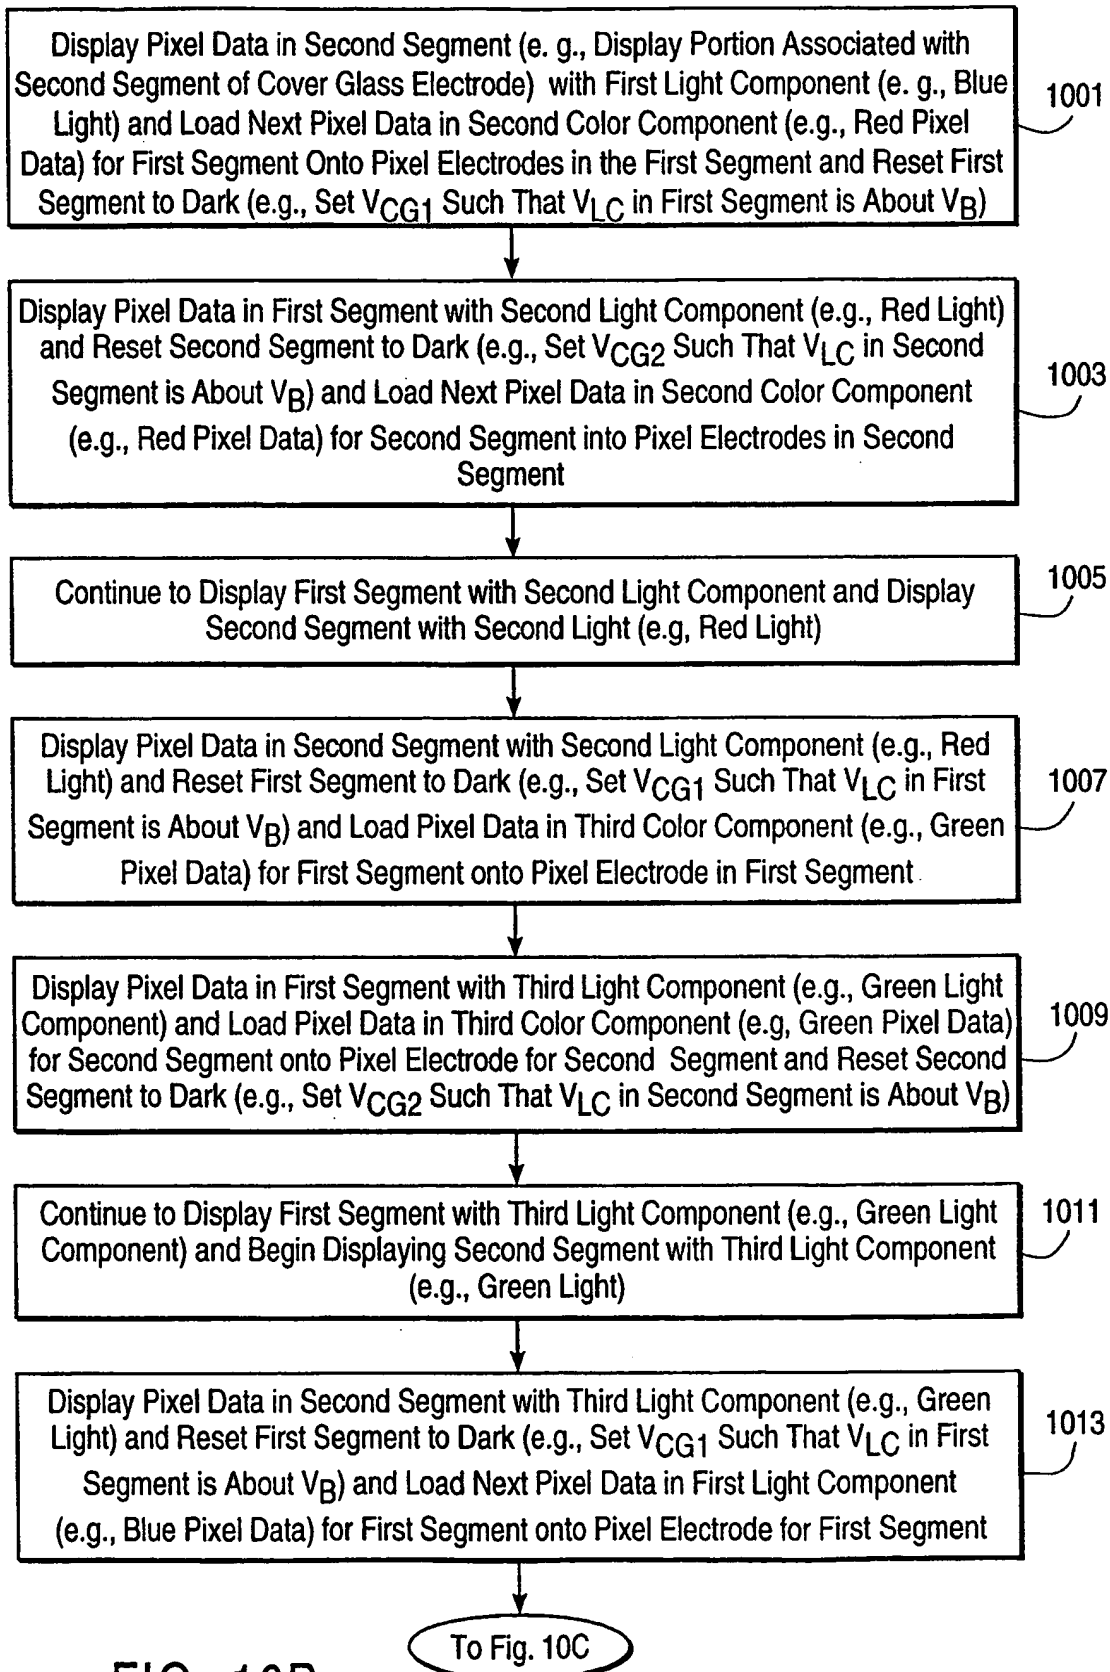 Display Pixel Data in Second Segment (e. g., Display Portion Associated with
Second Segment of Cover Glass Electrode) with First Light Component (e. g., Blue
Light) and Load Next Pixel Data in Second Color Component (e.g., Red Pixel
Data) for First Segment Onto Pixel Electrodes in the First Segment and Reset First
Segment to Dark (e.g., Set VCG1 Such That VLC in First Segment is About VB)
1001
Display Pixel Data in First Segment with Second Light Component (e.g., Red Light)
and Reset Second Segment to Dark (e.g., Set VCG2 Such That VLC in Second
Segment is About VB) and Load Next Pixel Data in Second Color Component
(e.g., Red Pixel Data) for Second Segment into Pixel Electrodes in Second
Segment
1003
Continue to Display First Segment with Second Light Component and Display
Second Segment with Second Light (e.g, Red Light)
1005
Display Pixel Data in Second Segment with Second Light Component (e.g., Red
Light) and Reset First Segment to Dark (e.g., Set VCG1 Such That VLC in First
Segment is About VB) and Load Pixel Data in Third Color Component (e.g., Green
Pixel Data) for First Segment onto Pixel Electrode in First Segment
1007
Display Pixel Data in First Segment with Third Light Component (e.g., Green Light
Component) and Load Pixel Data in Third Color Component (e.g, Green Pixel Data)
for Second Segment onto Pixel Electrode for Second Segment and Reset Second
Segment to Dark (e.g., Set VCG2 Such That VLC in Second Segment is About VB)
1009
Continue to Display First Segment with Third Light Component (e.g., Green Light
Component) and Begin Displaying Second Segment with Third Light Component
(e.g., Green Light)
1011
Display Pixel Data in Second Segment with Third Light Component (e.g., Green
Light) and Reset First Segment to Dark (e.g., Set VCG1 Such That VLC in First
Segment is About VB) and Load Next Pixel Data in First Light Component
(e.g., Blue Pixel Data) for First Segment onto Pixel Electrode for First Segment
1013
To Fig. 10C